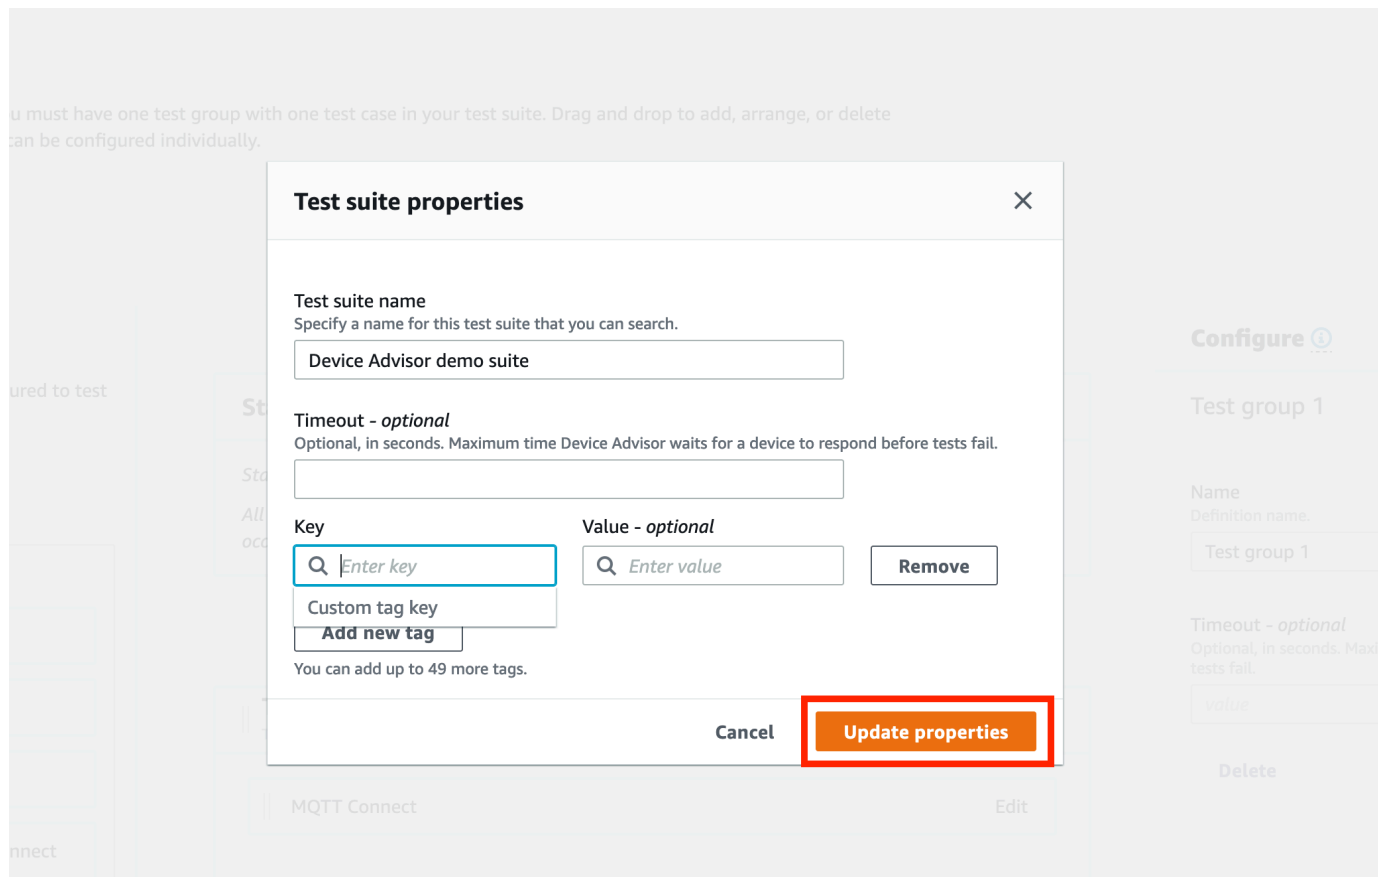 u must have one test group with one test case in your test suite. Drag and drop to add, arrange, or delete
can be configured individually.
Test suite properties
Test suite name
Specify a name for this test suite that you can search.
Device Advisor demo suite
Timeout - optional
Optional, in seconds. Maximum time Device Advisor waits for a device to respond before tests fail.
Key
Value - optional
Enter key
Enter value
Remove
Custom tag key
Add new tag
You can add up to 49 more tags.
Cancel
Update properties
ured to test
Sta
Sta
All
occ
MQTT Connect
Edit
nnect
Configure
Test group 1
Name
Definition name.
Test group 1
Timeout - optional
Optional, in seconds. Maxi
tests fail.
Value
Delete